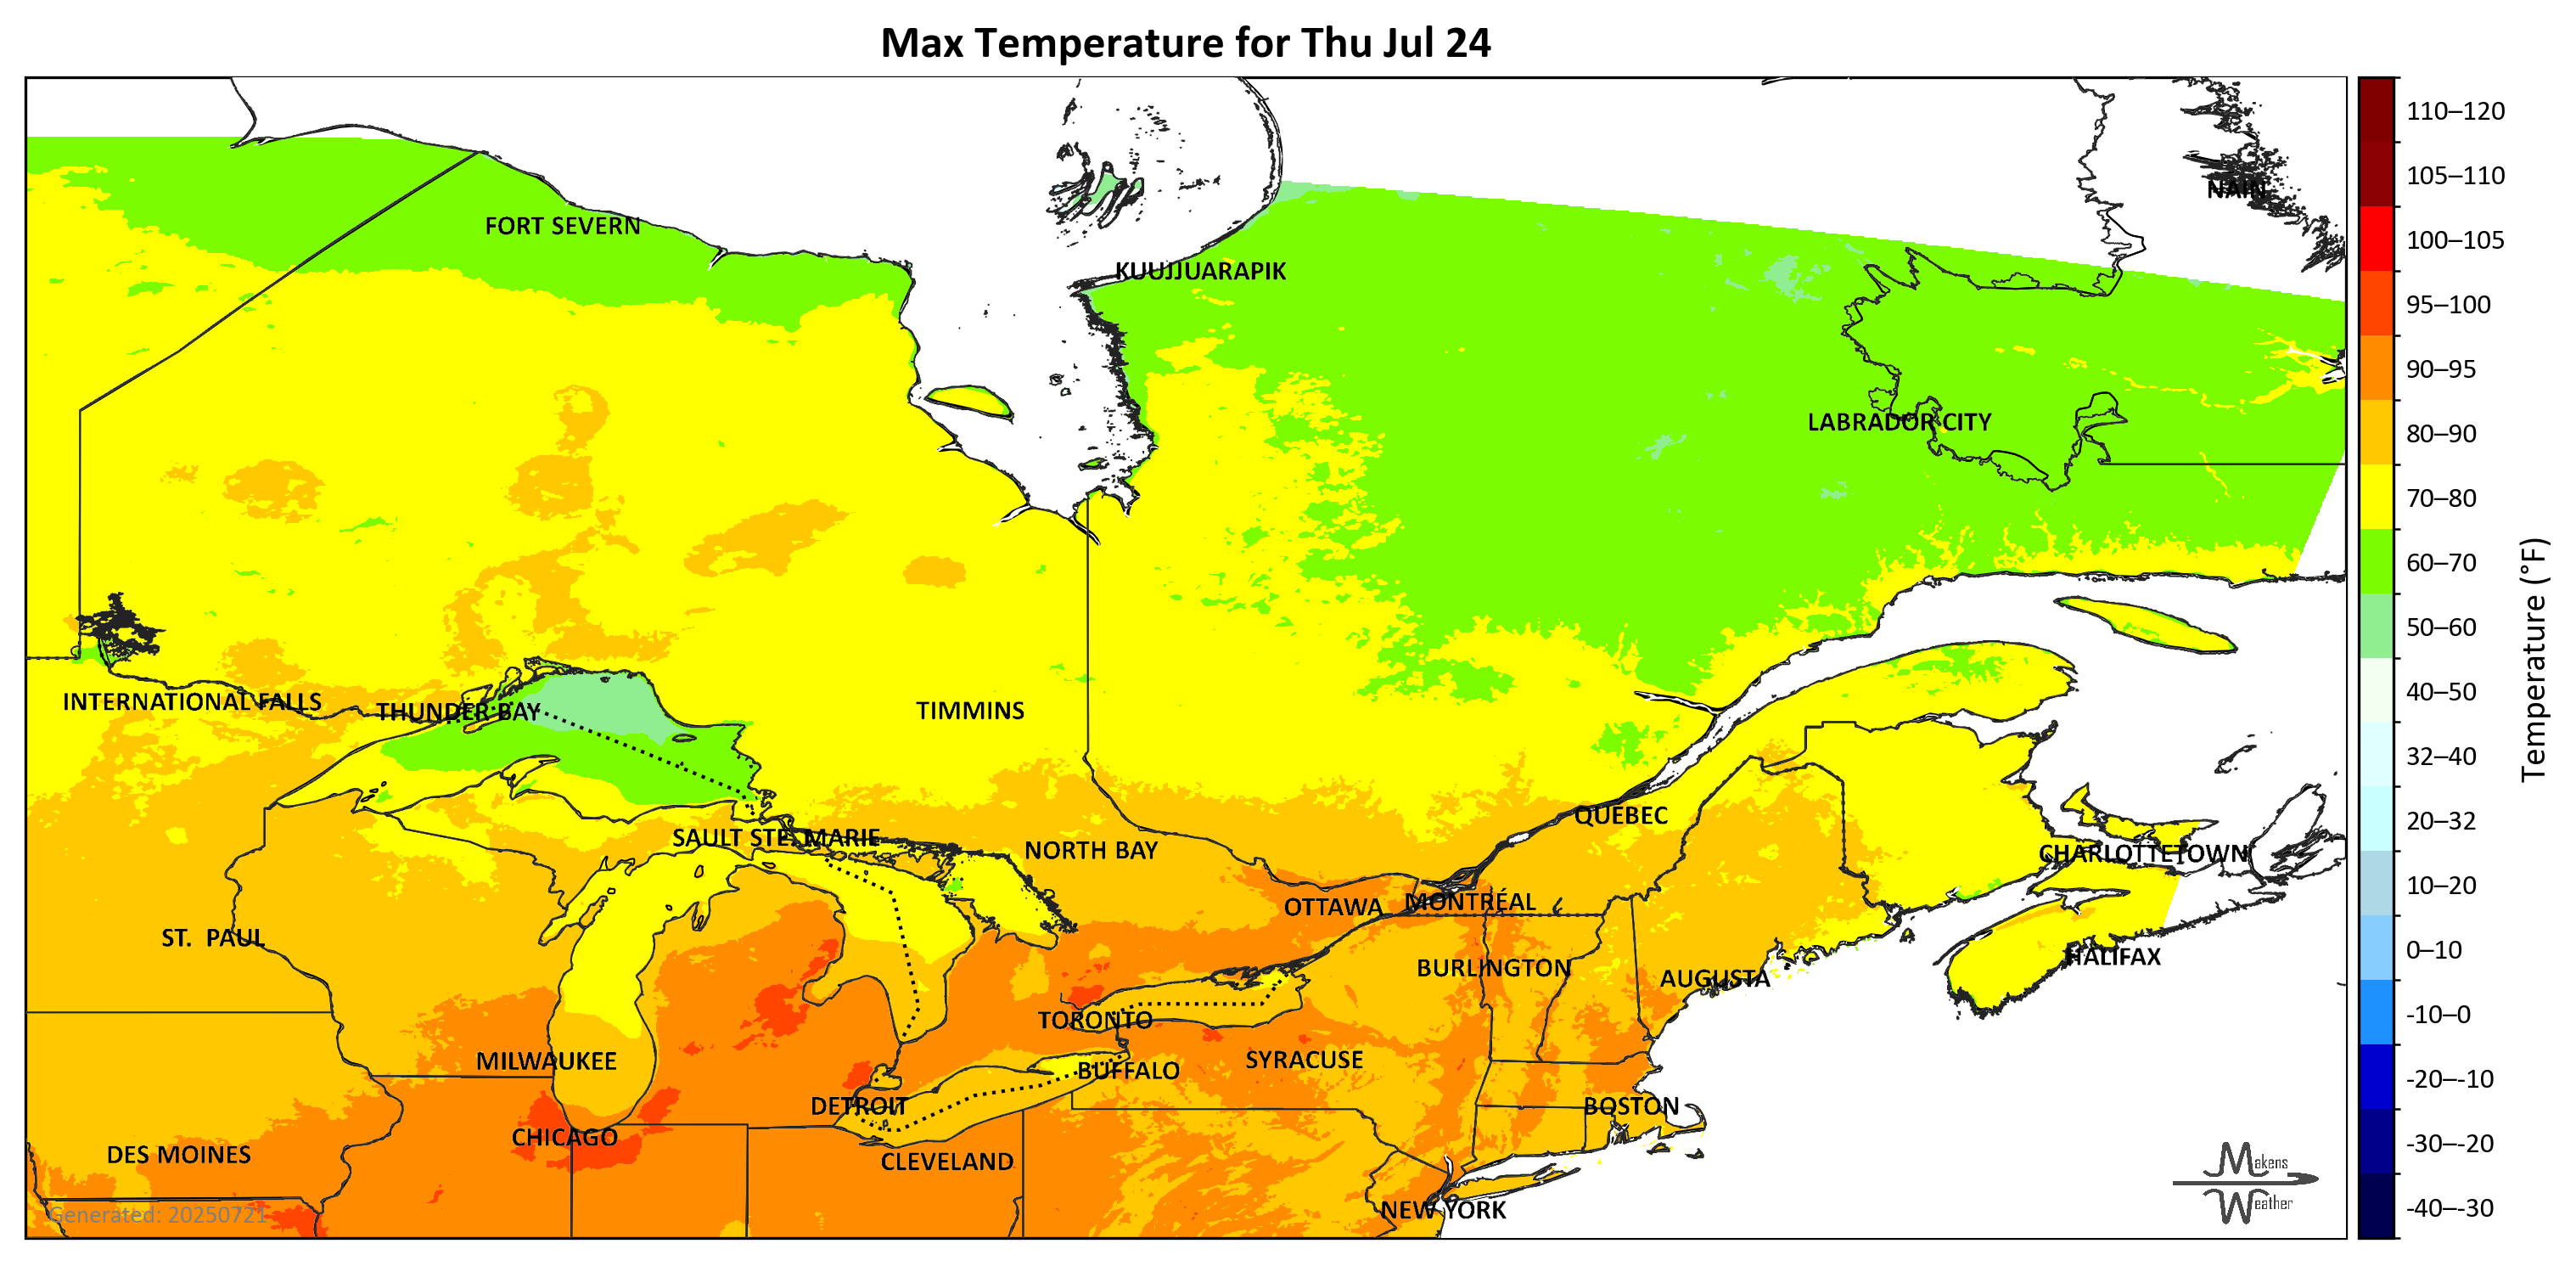 Max Temperature for Thu Jul 24
NAIN
FORT SEVERN
KUUJJUARAPIK
LABRADOR CITY
INTERNATIONAL FALLS
THUNDER BAY
TIMMINS
QUEBEC
SAULT STE. MARIE
NORTH BAY
CHARLOTTETOWN
OTTAWA
MONTRÉAL
ST. PAUL
HALIFAX
BURLINGTON
AUGUSTA
TORONTO
MILWAUKEE
SYRACUSE
BUFFALO
DETROIT
BOSTON
CHICAGO
DES MOINES
CLEVELAND
NEW YORK
Generated: 20250721
Makens
Weather
110–120
105–110
100–105
95–100
90–95
80–90
70–80
60–70
50–60
40–50
32–40
20–32
10–20
0–10
-10–0
-20–-10
-30–-20
-40–-30
Temperature (°F)